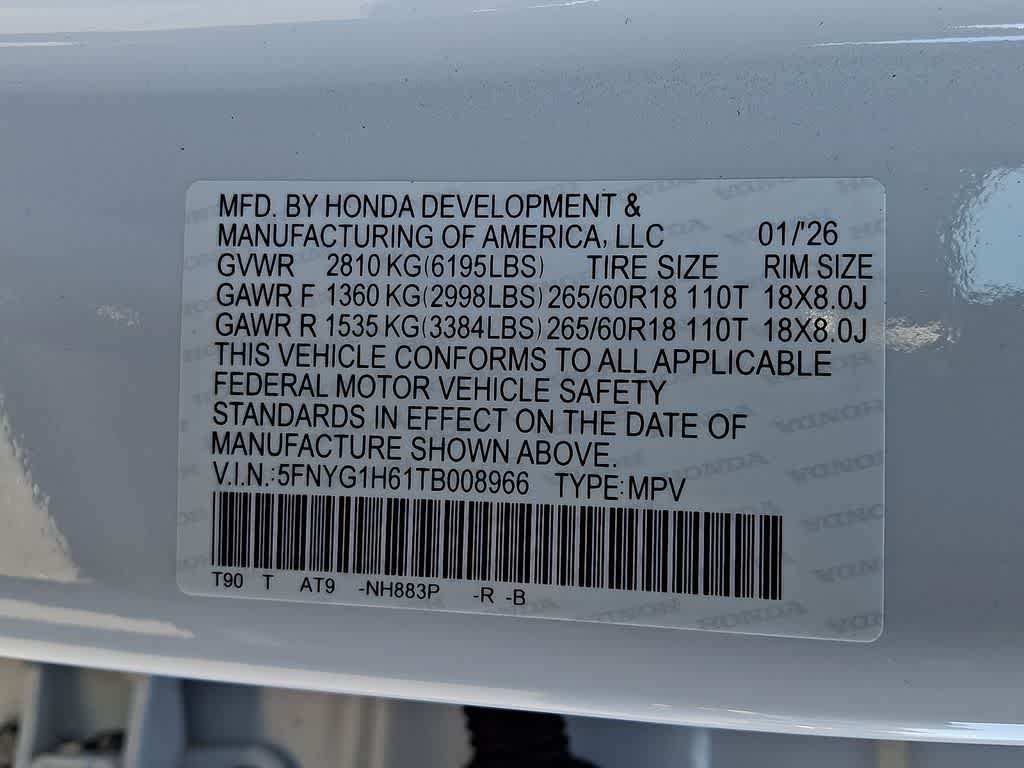 MFD. BY HONDA DEVELOPMENT &
MANUFACTURING OF AMERICA, LLC 01/'26
GVWR 2810 KG(6195LBS) TIRE SIZE RIM SIZE
GAWR F 1360 KG(2998LBS) 265/60R18 110T 18X8.0J
GAWR R 1535 KG(3384LBS) 265/60R18 110T 18X8.0J
THIS VEHICLE CONFORMS TO ALL APPLICABLE
FEDERAL MOTOR VEHICLE SAFETY
STANDARDS IN EFFECT ON THE DATE OF
MANUFACTURE SHOWN ABOVE.
V.I.N.:5FNYG1H61TB008966 TYPE:MPV
T90 T AT9 -NH883P -R -B